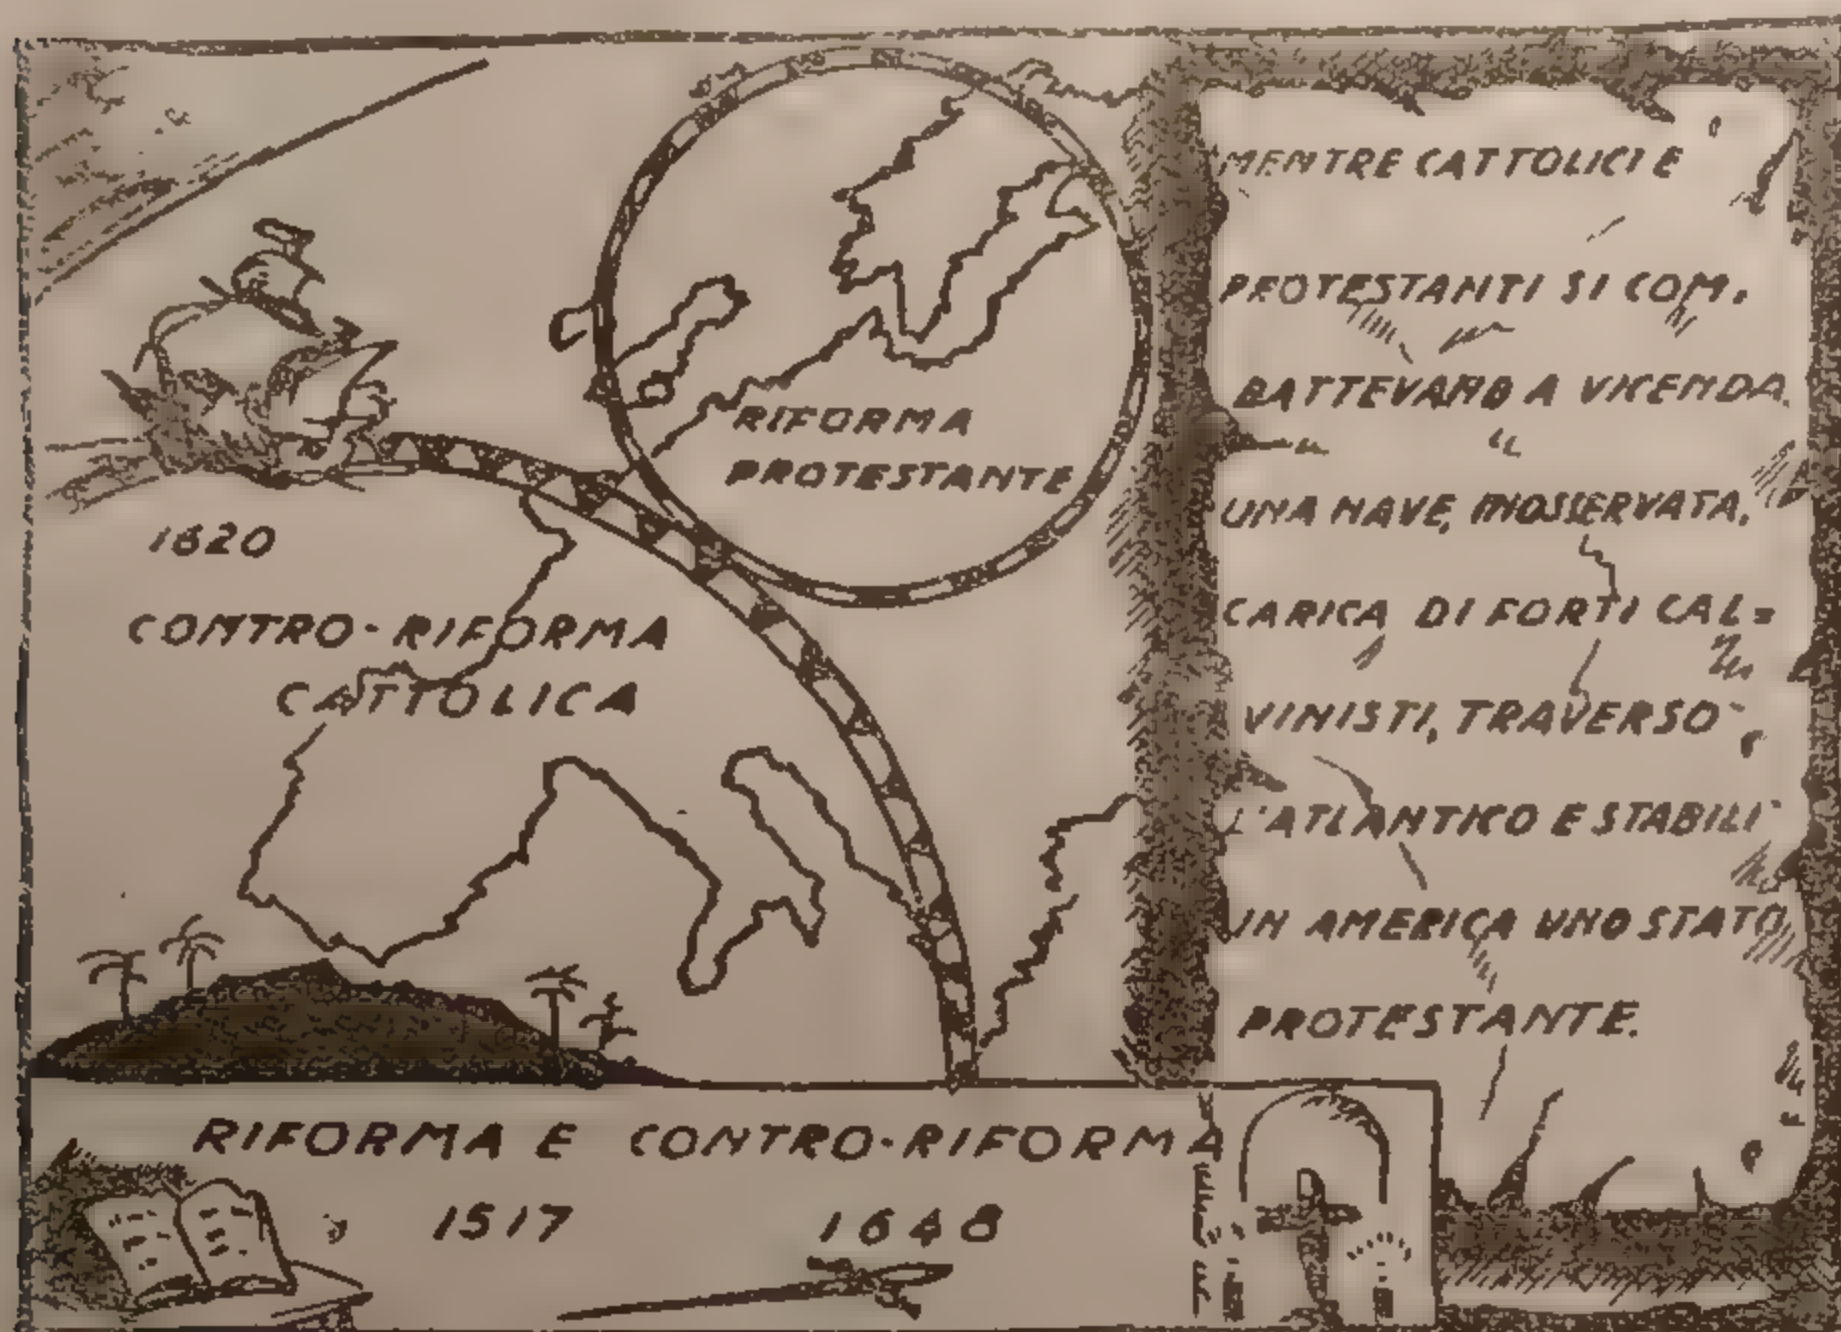 RIFORMA
PROTESTANTE
1620
CONTRO-RIFORMA
CATTOLICA
MENTRE CATTOLICI E
PROTESTANTI SI COM-
BATTEVANO A VICENDA,
UNA NAVE, INOSSERVATA,
CARICA DI FORTI CAL=
VINISTI, TRAVERSO'
L'ATLANTICO E STABILI'
IN AMERICA UNO STATO
PROTESTANTE.
RIFORMA E CONTRO-RIFORMA
1517 1648